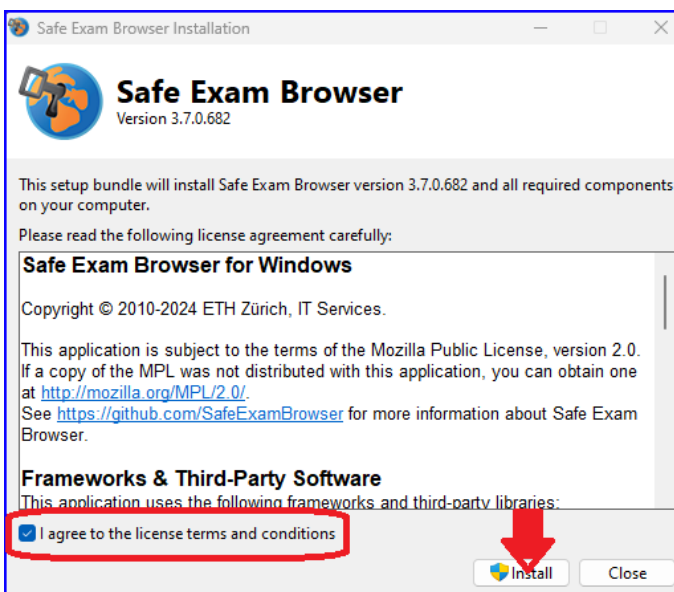 Safe Exam Browser Installation
Safe Exam Browser
Version 3.7.0.682
This setup bundle will install Safe Exam Browser version 3.7.0.682 and all required components
on your computer.
Please read the following license agreement carefully:
Safe Exam Browser for Windows
Copyright © 2010-2024 ETH Zürich, IT Services.
This application is subject to the terms of the Mozilla Public License, version 2.0.
If a copy of the MPL was not distributed with this application, you can obtain one
at http://mozilla.org/MPL/2.0/.
See https://github.com/SafeExamBrowser for more information about Safe Exam
Browser.
Frameworks & Third-Party Software
This application uses the following frameworks and third-party libraries:
I agree to the license terms and conditions
Install Close